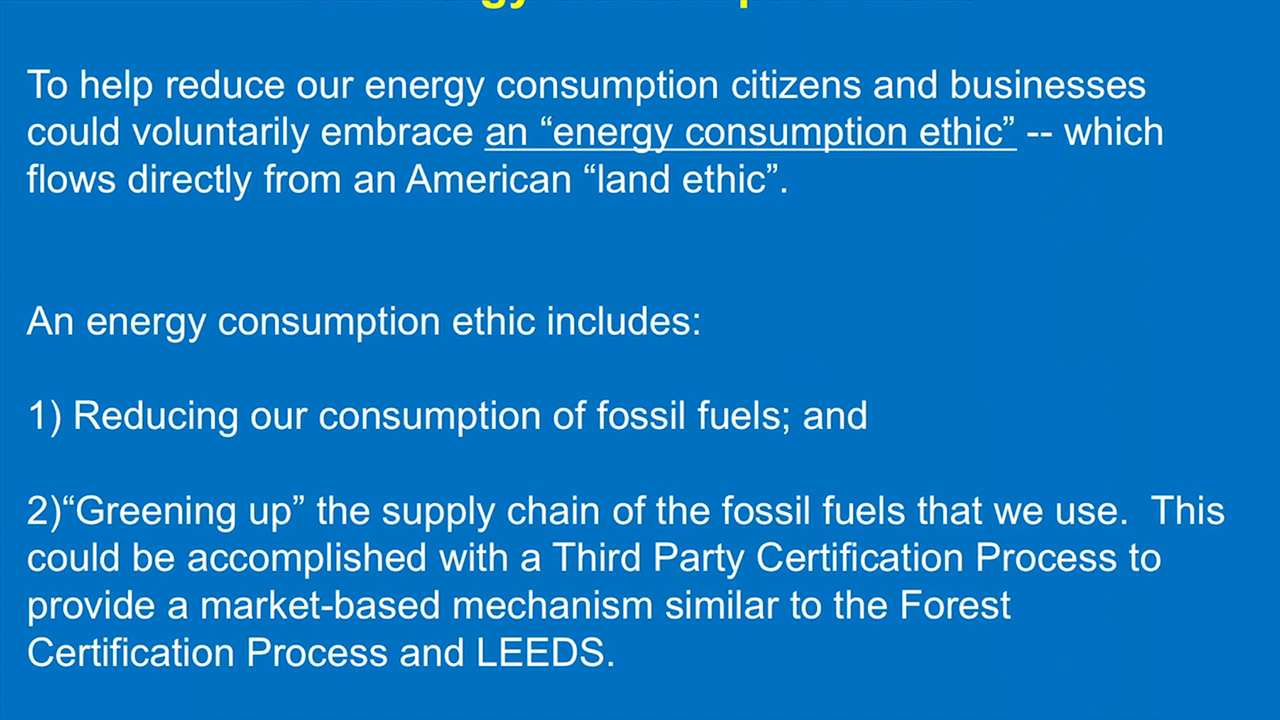 To help reduce our energy consumption citizens and businesses
could voluntarily embrace an “energy consumption ethic” -- which
flows directly from an American “land ethic”.
An energy consumption ethic includes:
1) Reducing our consumption of fossil fuels; and
2)“Greening up” the supply chain of the fossil fuels that we use.  This
could be accomplished with a Third Party Certification Process to
provide a market-based mechanism similar to the Forest
Certification Process and LEEDS.